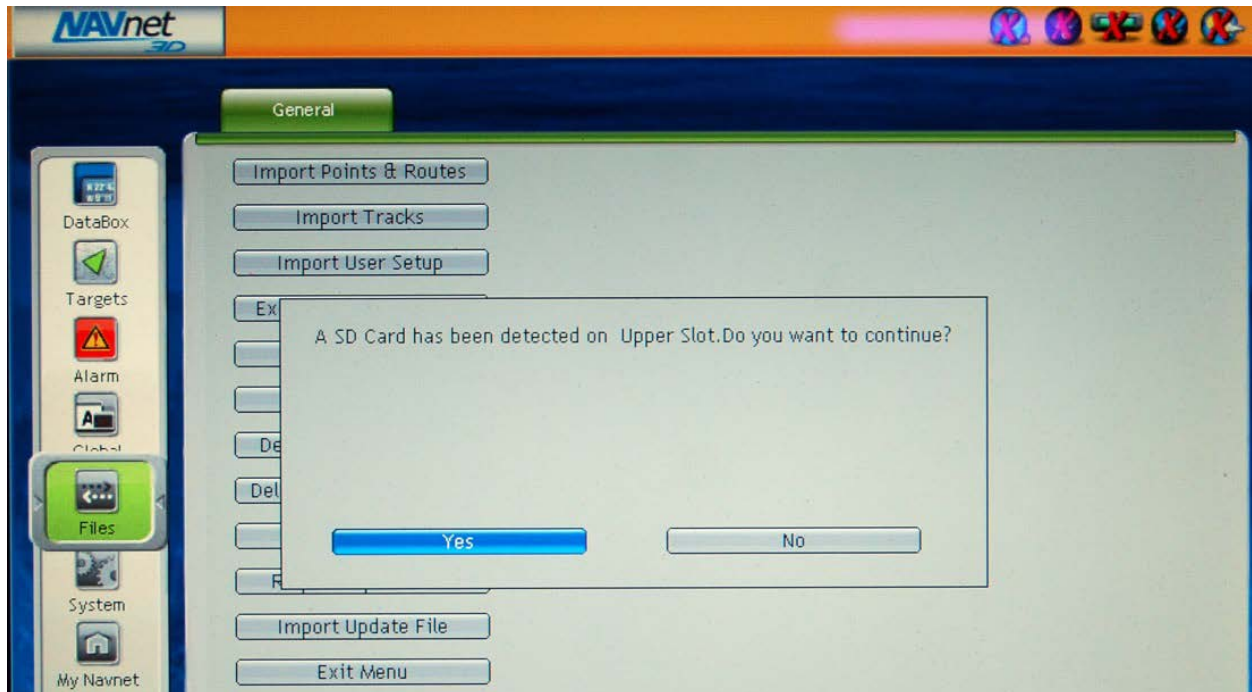 NAVnet
3D
General
DataBox
Targets
Alarm
Global
Files
System
My Navnet
Import Points & Routes
Import Tracks
Import User Setup
Ex
A SD Card has been detected on Upper Slot.Do you want to continue?
De
Del
Yes
No
Import Update File
Exit Menu